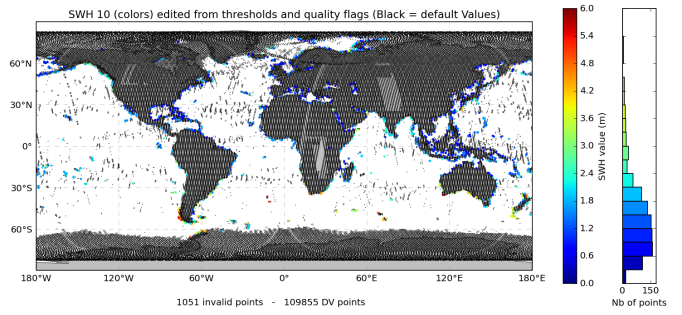 SWH 10 (colors) edited from thresholds and quality flags (Black = default Values)
60°N
30°N
0°
30°S
60°S
180°W 120°W 60°W 0° 60°E 120°E 180°E
1051 invalid points - 109855 DV points
6.0
5.4
4.8
4.2
3.6
3.0
2.4
1.8
1.2
0.6
0.0
SWH value (m)
0 150
Nb of points